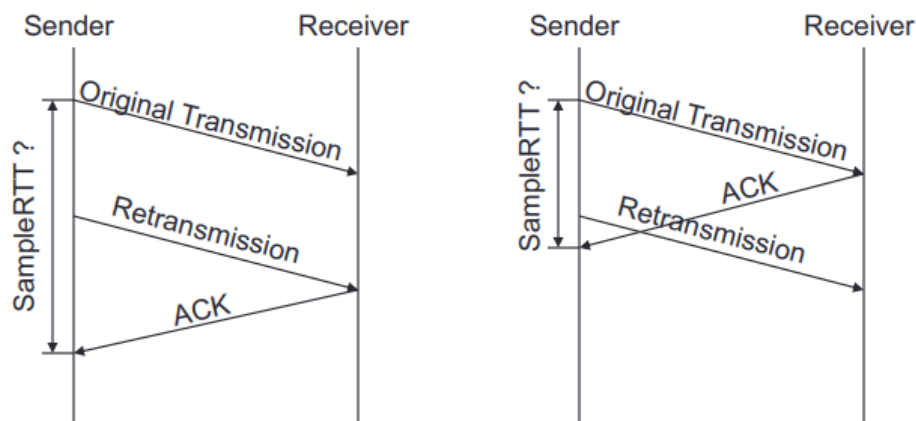 Sender
Receiver
Original Transmission
SampleRTT ?
Retransmission
ACK
Sender
Receiver
Original Transmission
SampleRTT ?
ACK
Retransmission